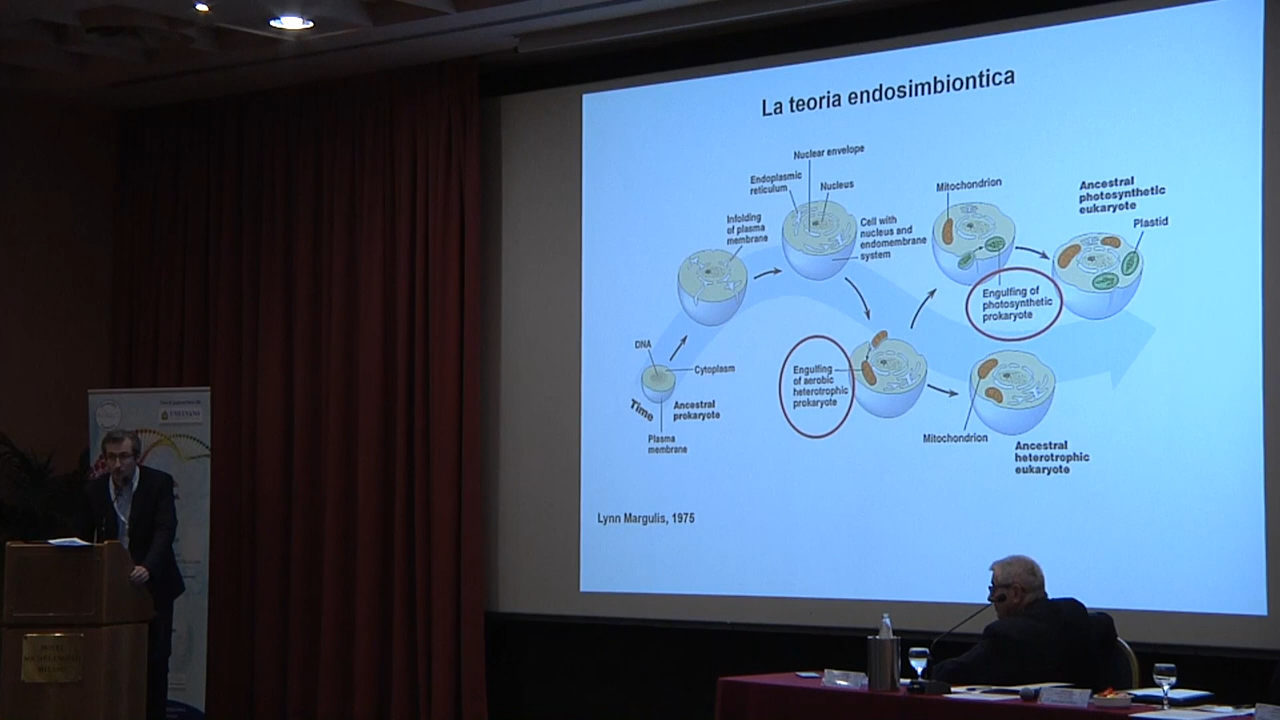 La teoria endosimbiontica
Nuclear envelope
Endoplasmic
reticulum
Nucleus
Infolding
of plasma
membrane
Cell with
nucleus and
endomembrane
system
Mitochondrion
Ancestral
photosynthetic
eukaryote
Plastid
Engulfing of
photosynthetic
prokaryote
DNA
Cytoplasm
Time
Ancestral
prokaryote
Plasma
membrane
Engulfing
of aerobic
heterotrophic
prokaryote
Mitochondrion
Ancestral
heterotrophic
eukaryote
Lynn Margulis, 1975